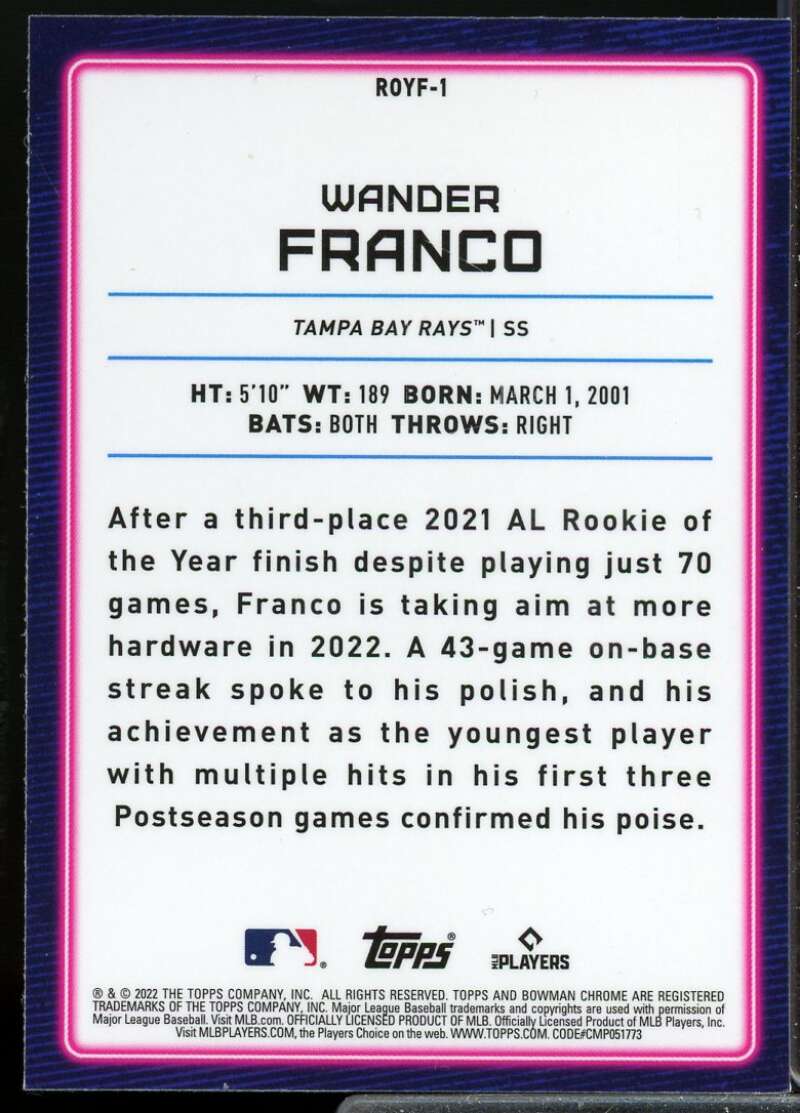 ROYF-1
WANDER
FRANCO
TAMPA BAY RAYS™ | SS
HT: 5'10" WT: 189 BORN: MARCH 1, 2001
BATS: BOTH THROWS: RIGHT
After a third-place 2021 AL Rookie of
the Year finish despite playing just 70
games, Franco is taking aim at more
hardware in 2022. A 43-game on-base
streak spoke to his polish, and his
achievement as the youngest player
with multiple hits in his first three
Postseason games confirmed his poise.
® Topps® MLB PLAYERS
® & © 2022 THE TOPPS COMPANY, INC. ALL RIGHTS RESERVED. TOPPS AND BOWMAN CHROME ARE REGISTERED
TRADEMARKS OF THE TOPPS COMPANY, INC. Major League Baseball trademarks and copyrights are used with permission of
Major League Baseball. Visit MLB.com. OFFICIALLY LICENSED PRODUCT OF MLB. Officially Licensed Product of MLB Players, Inc.
Visit MLBPLAYERS.COM, the Players Choice on the web. WWW.TOPPS.COM. CODE#CMP051773